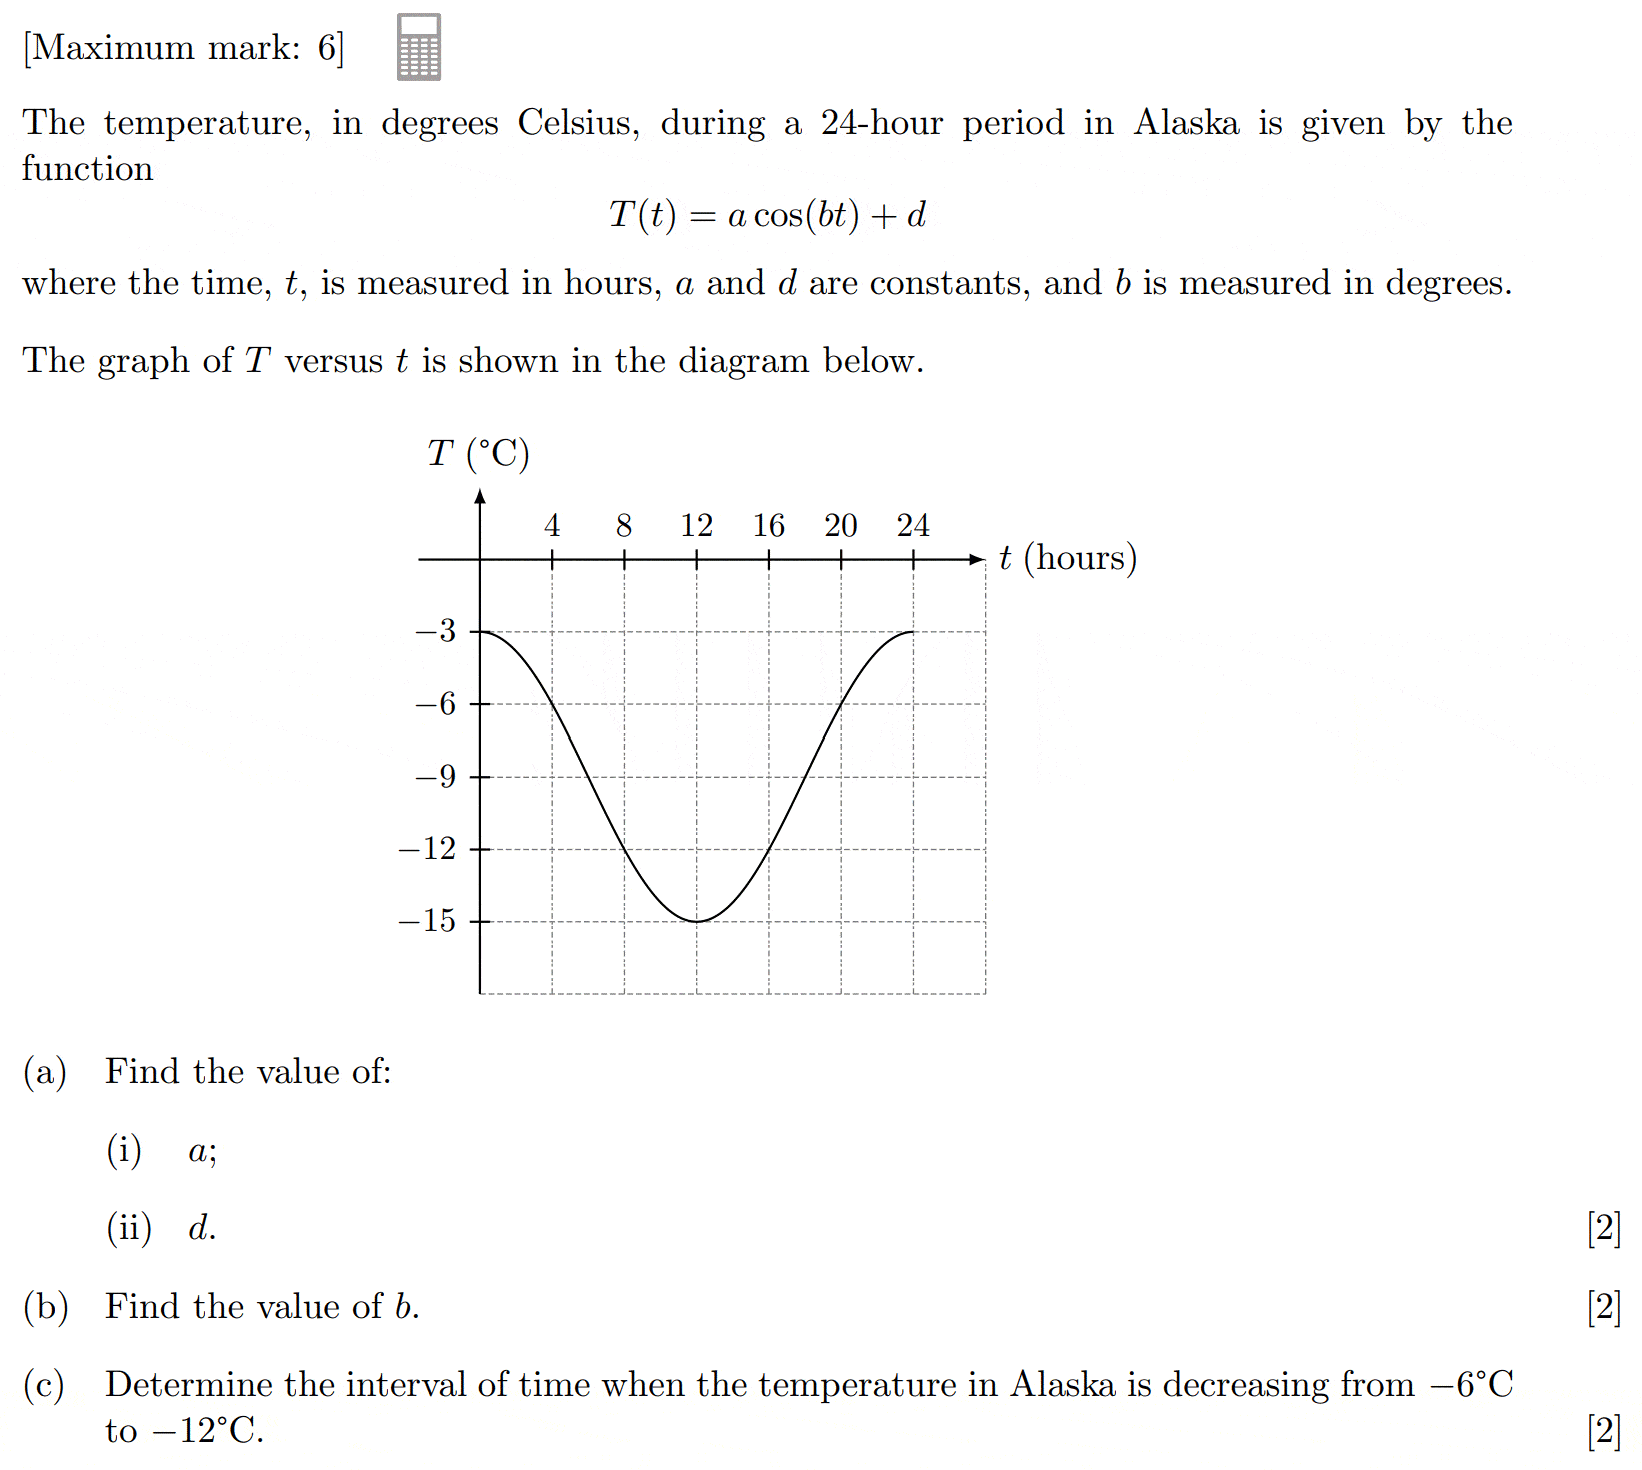 [Maximum mark: 6]
The temperature, in degrees Celsius, during a 24-hour period in Alaska is given by the
function
T(t) = a cos(bt) + d
where the time, t, is measured in hours, a and d are constants, and b is measured in degrees.
The graph of T versus t is shown in the diagram below.
T (°C)
4 8 12 16 20 24
t (hours)
−3
−6
−9
−12
−15
(a) Find the value of:
(i) a;
(ii) d. [2]
(b) Find the value of b. [2]
(c) Determine the interval of time when the temperature in Alaska is decreasing from −6°C
to −12°C. [2]